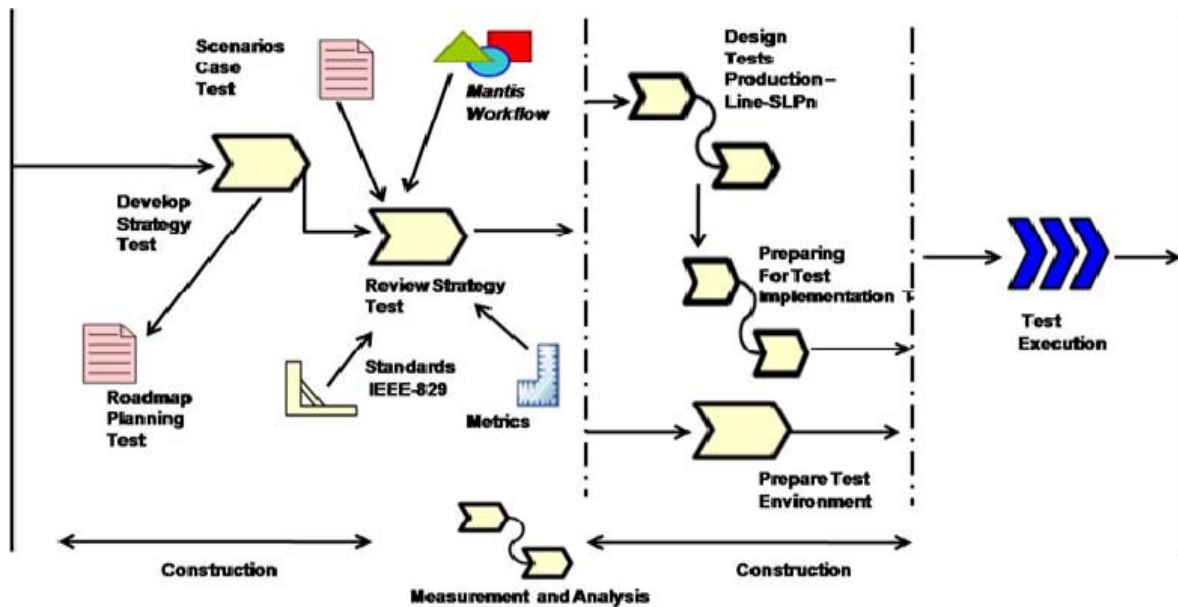 Scenarios
Case
Test
Mantis
Workflow
Design
Tests
Production –
Line-SLPn
Develop
Strategy
Test
Review Strategy
Test
Preparing
For Test
Implementation T
Test
Execution
Roadmap
Planning
Test
Standards
IEEE-829
Metrics
Prepare Test
Environment
Construction
Measurement and Analysis
Construction